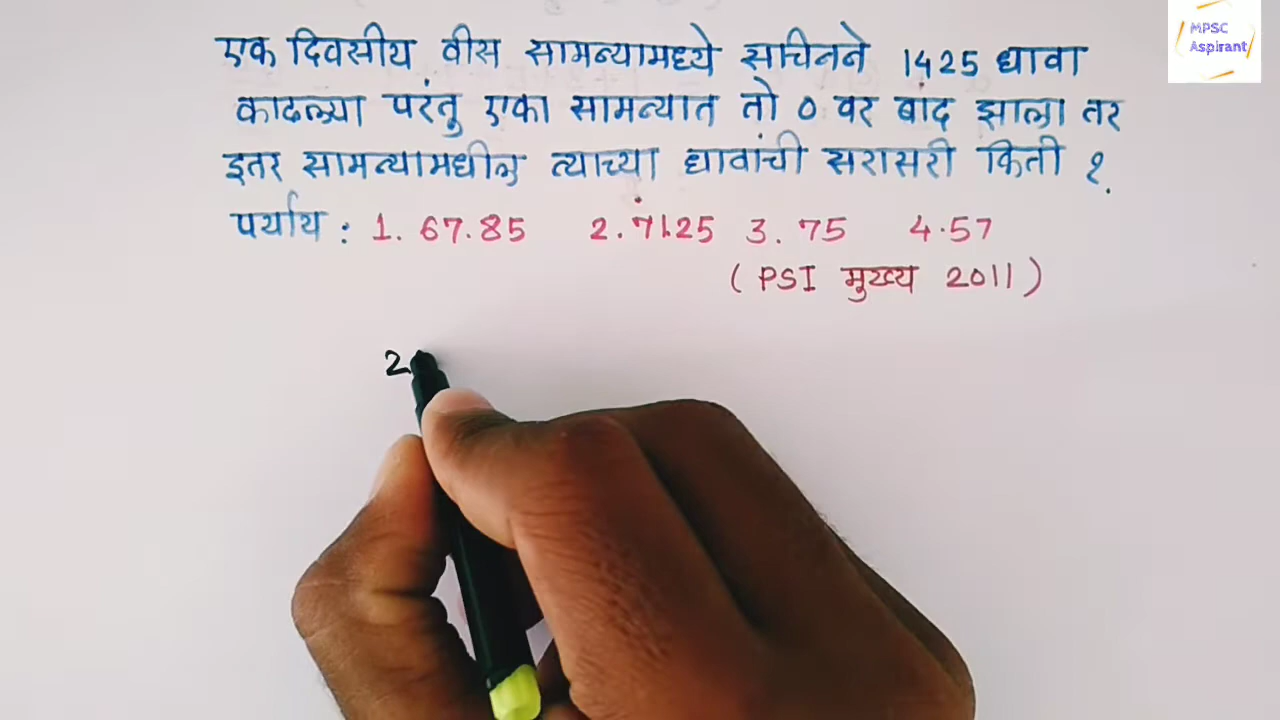 MPSC
Aspirant
एक दिवसीय वीस सामन्यामध्ये सचिनने 1425 धावा
काढल्या परंतु एका सामन्यात तो 0 वर बाद झाला तर
इतर सामन्यामधील त्याच्या धावांची सरासरी किती ?
पर्याय : 1. 67.85 2. 71.25 3. 75 4. 57
(PSI मुख्य 2011)
2